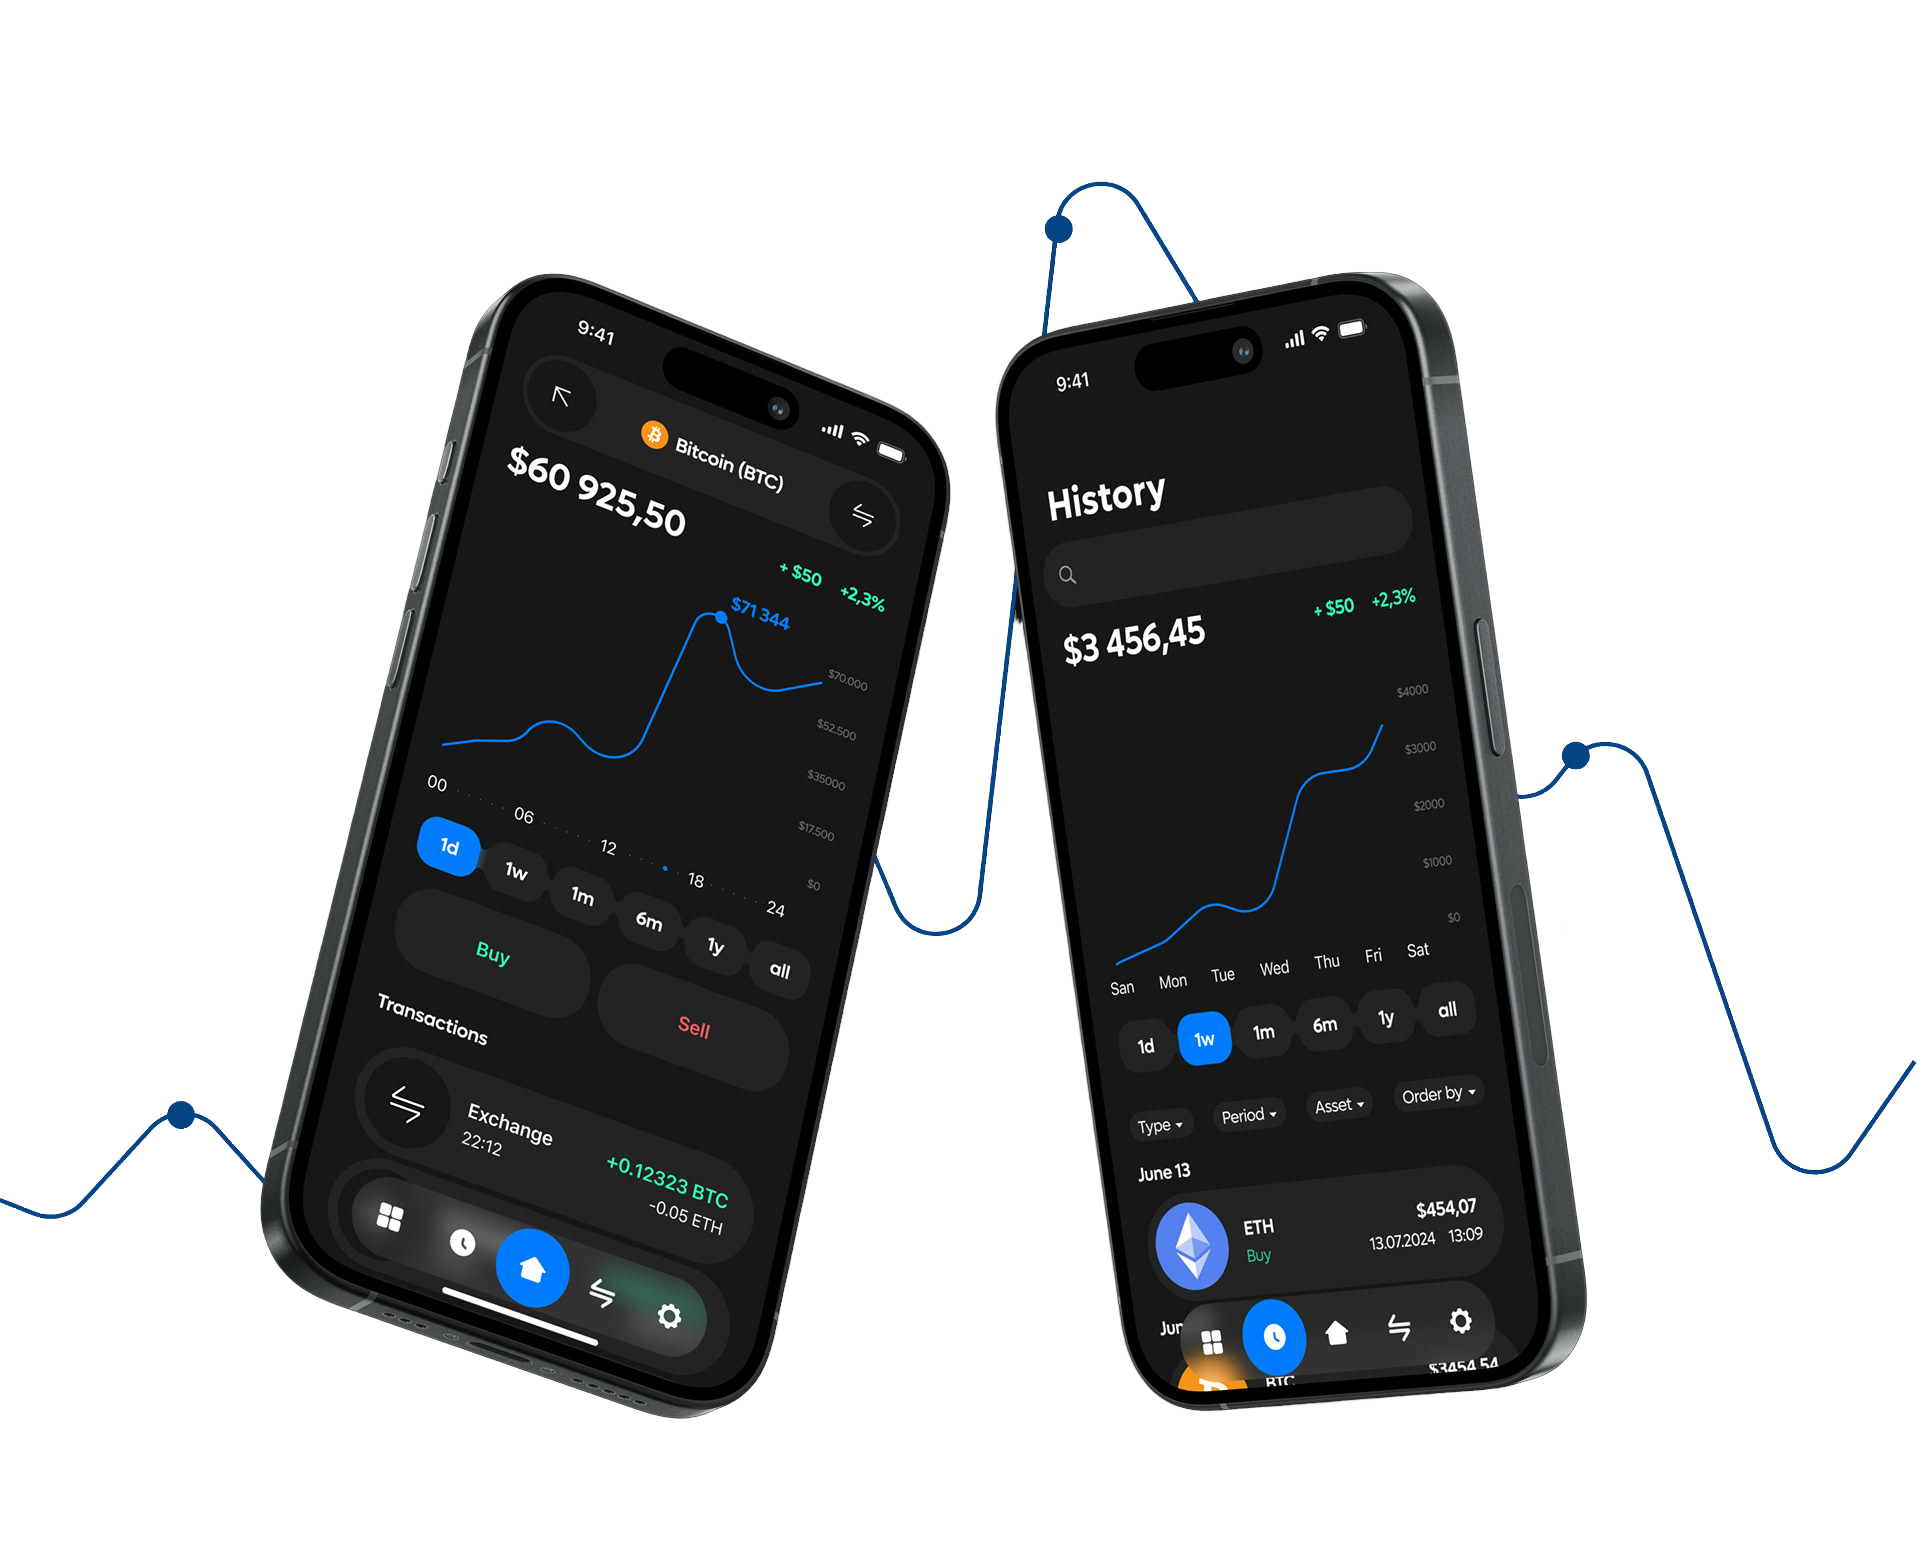 9:41
Bitcoin (BTC)
$60 925,50
+ $50 +2,3%
$71 344
$70.000
$52.500
$35000
$17.500
$0
00 06 12 18 24
1d 1w 1m 6m 1y all
Buy Sell
Transactions
Exchange
22:12
+0.12323 BTC
-0.05 ETH
9:41
History
$3 456,45
+ $50 +2,3%
$4000
$3000
$2000
$1000
$0
San Mon Tue Wed Thu Fri Sat
1d 1w 1m 6m 1y all
Type Period Asset Order by
June 13
ETH $454,07
Buy 13.07.2024 13:09
Jun
BTC $3454,54